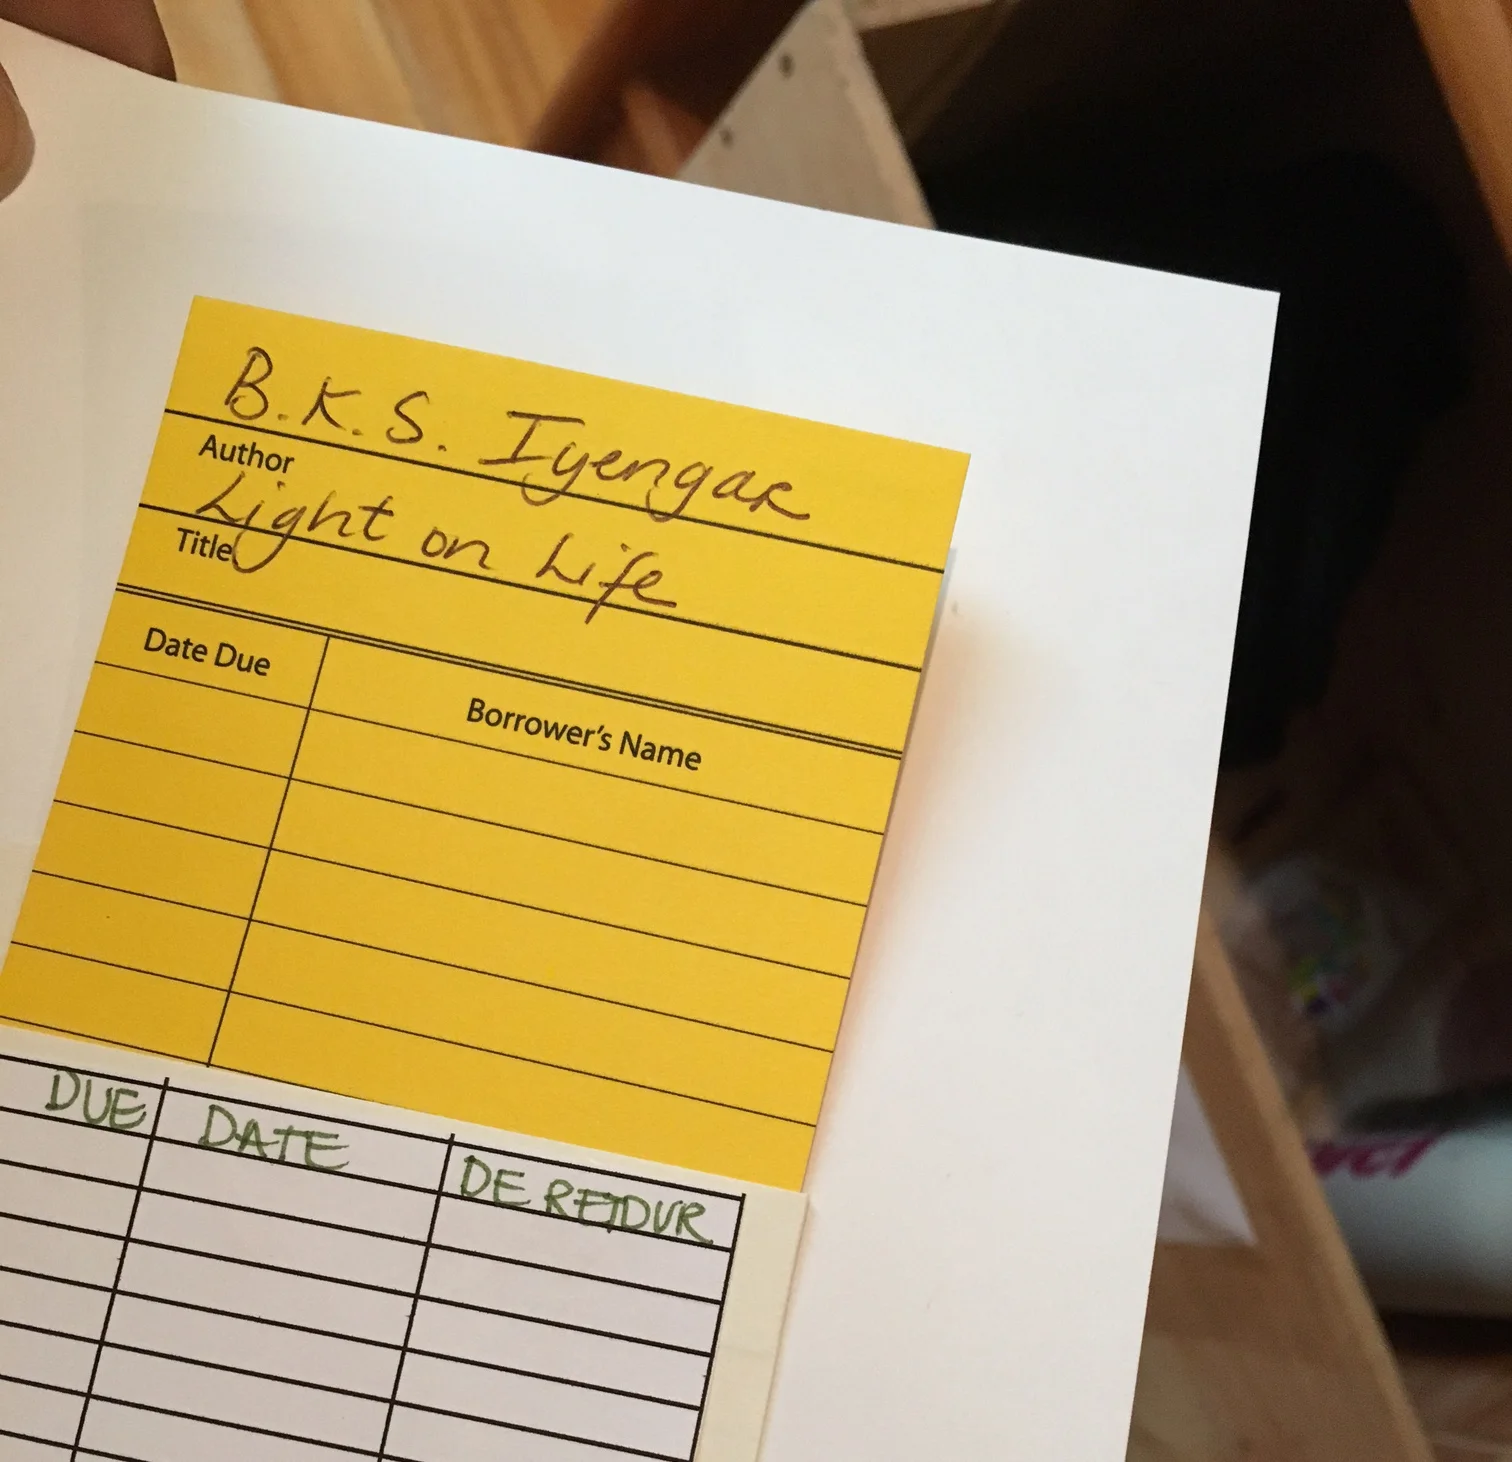 B.K.S. Iyengar
Author
Light on Life
Title
Date Due
Borrower's Name
DUE DATE DE RETOUR